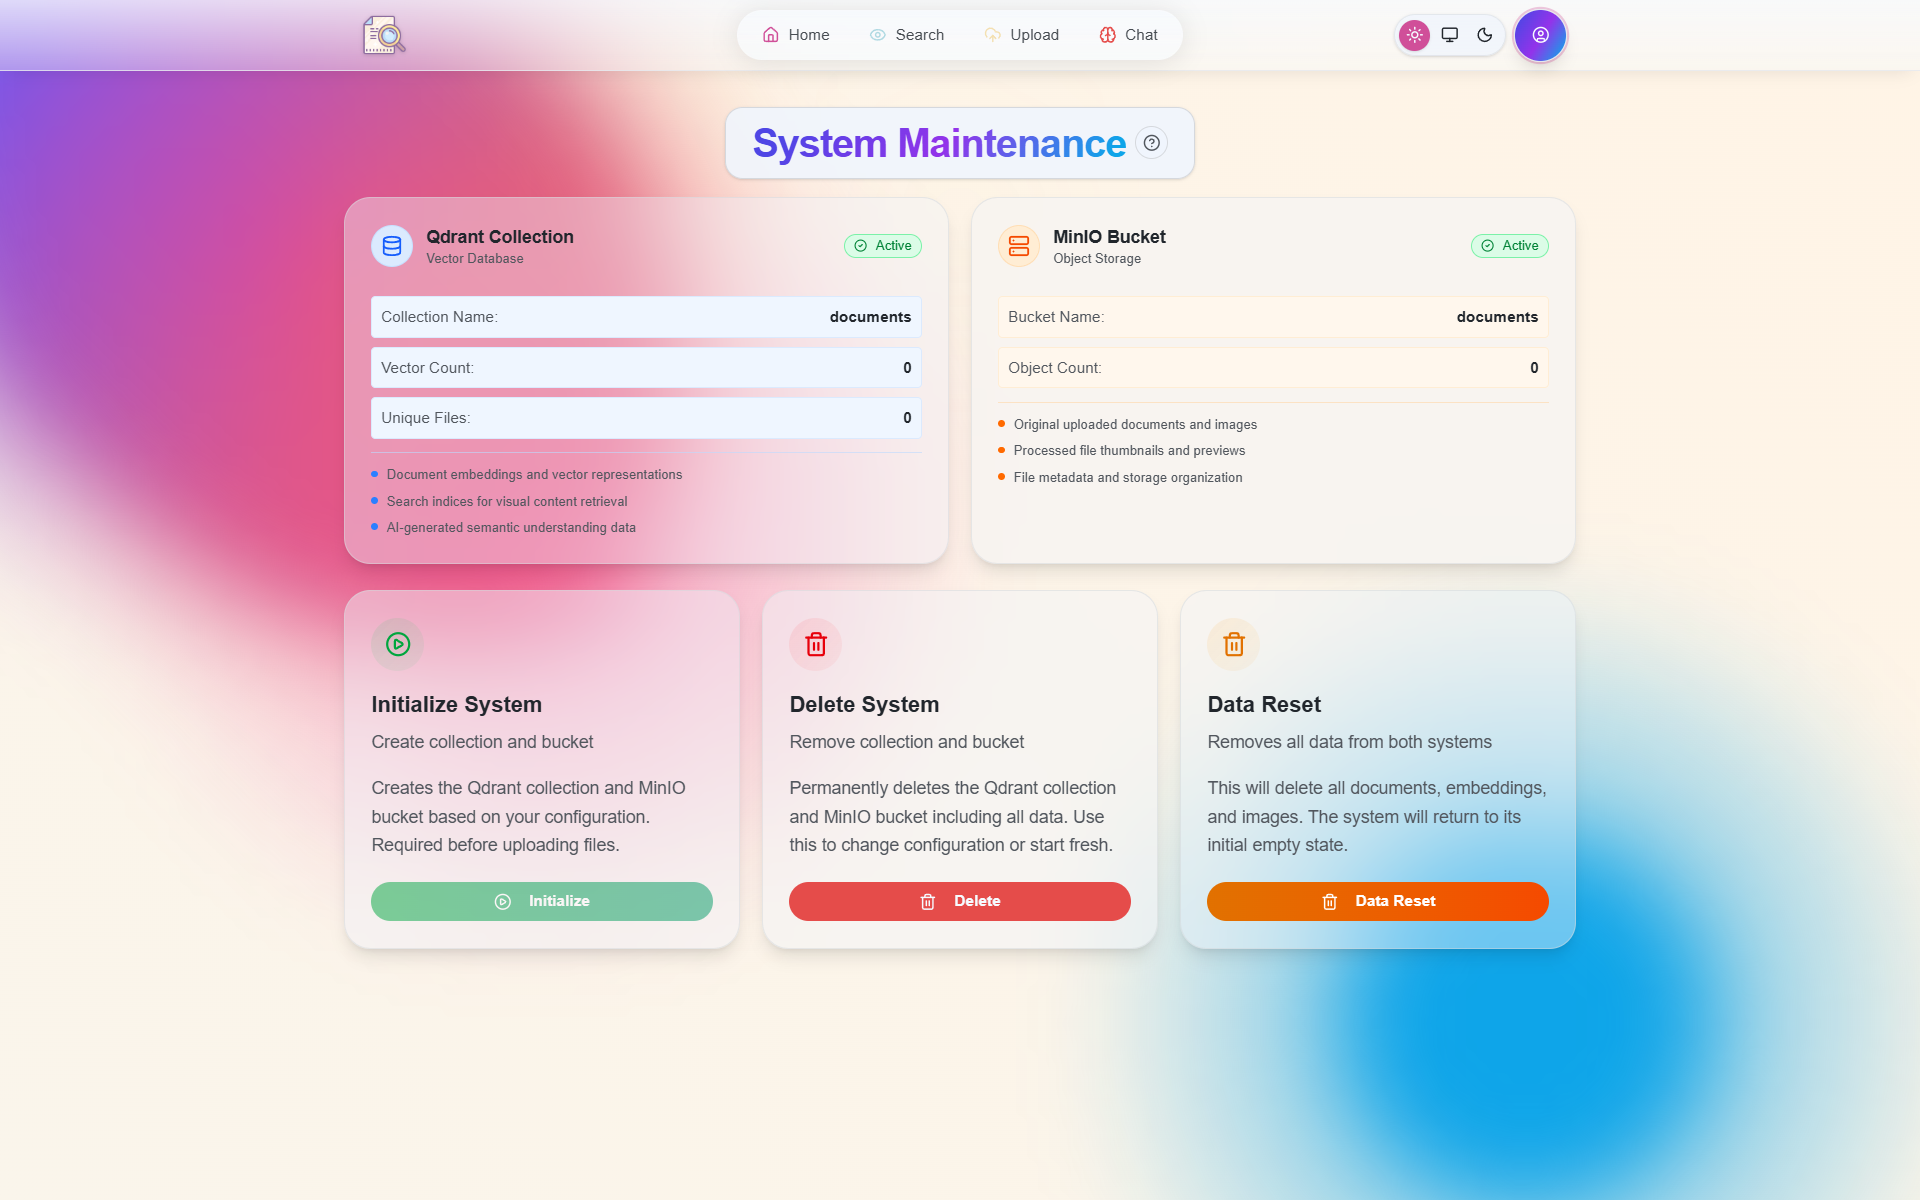 Home
Search
Upload
Chat
System Maintenance
Qdrant Collection
Vector Database
Active
Collection Name:
documents
Vector Count:
0
Unique Files:
0
Document embeddings and vector representations
Search indices for visual content retrieval
AI-generated semantic understanding data
MinIO Bucket
Object Storage
Active
Bucket Name:
documents
Object Count:
0
Original uploaded documents and images
Processed file thumbnails and previews
File metadata and storage organization
Initialize System
Create collection and bucket
Creates the Qdrant collection and MinIO
bucket based on your configuration.
Required before uploading files.
Initialize
Delete System
Remove collection and bucket
Permanently deletes the Qdrant collection
and MinIO bucket including all data. Use
this to change configuration or start fresh.
Delete
Data Reset
Removes all data from both systems
This will delete all documents, embeddings,
and images. The system will return to its
initial empty state.
Data Reset